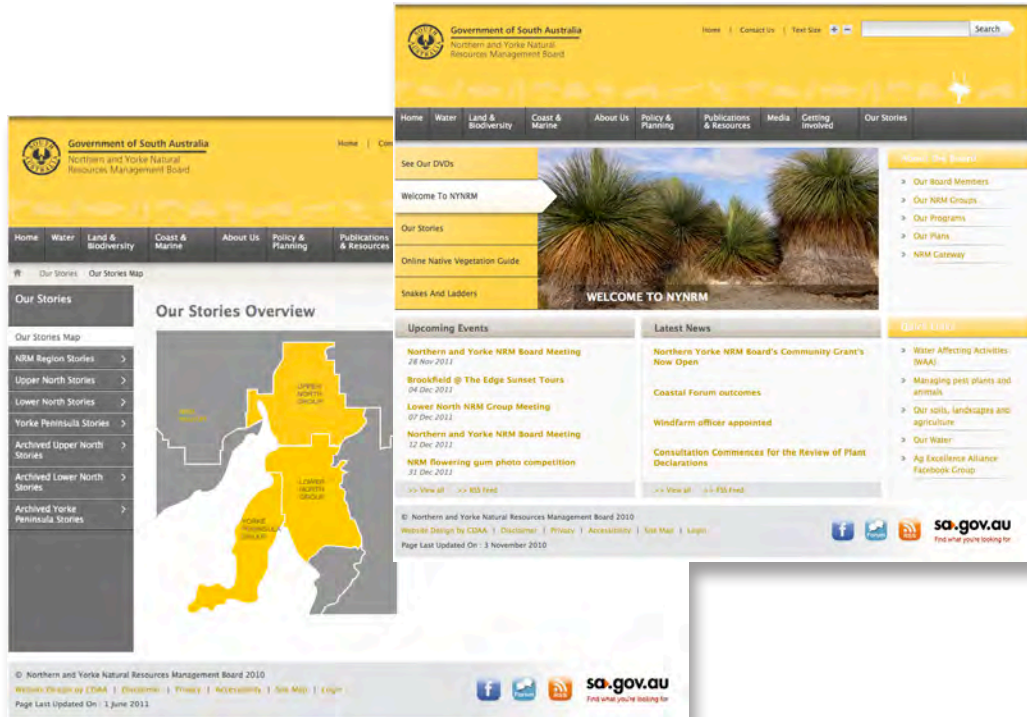 Government of South Australia
Northern and Yorke Natural
Resources Management Board
Home | Contact Us | Text Size + −
Search
Home
Water
Land &
Biodiversity
Coast &
Marine
About Us
Policy &
Planning
Publications
& Resources
Media
Getting
Involved
Our Stories
See Our DVDs
Welcome To NYNRM
Our Stories
Online Native Vegetation Guide
Snakes And Ladders
WELCOME TO NYNRM
About The Board
» Our Board Members
» Our NRM Groups
» Our Programs
» Our Plans
» NRM Gateway
Upcoming Events
Northern and Yorke NRM Board Meeting
28 Nov 2011
Brookfield @ The Edge Sunset Tours
04 Dec 2011
Lower North NRM Group Meeting
07 Dec 2011
Northern and Yorke NRM Board Meeting
12 Dec 2011
NRM flowering gum photo competition
31 Dec 2011
>> View all >> RSS Feed
Latest News
Northern Yorke NRM Board's Community Grant's
Now Open
Coastal Forum outcomes
Windfarm officer appointed
Consultation Commences for the Review of Plant
Declarations
>> View all >> RSS Feed
Quick Links
» Water Affecting Activities
(WAA)
» Managing pest plants and
animals
» Our soils, landscapes and
agriculture
» Our Water
» Ag Excellence Alliance
Facebook Group
© Northern and Yorke Natural Resources Management Board 2010
Website Design by CDAA | Disclaimer | Privacy | Accessibility | Site Map | Login
Page Last Updated On : 3 November 2010
f
Forum
RSS
sa.gov.au
Find what you're looking for
Government of South Australia
Northern and Yorke Natural
Resources Management Board
Home | Con
Home
Water
Land &
Biodiversity
Coast &
Marine
About Us
Policy &
Planning
Publications
& Resources
Our Stories Our Stories Map
Our Stories
Our Stories Map
NRM Region Stories >
Upper North Stories >
Lower North Stories >
Yorke Peninsula Stories >
Archived Upper North
Stories >
Archived Lower North
Stories >
Archived Yorke
Peninsula Stories >
Our Stories Overview
UPPER
NORTH
GROUP
LOWER
NORTH
GROUP
YORKE
PENINSULA
GROUP
© Northern and Yorke Natural Resources Management Board 2010
Website Design by CDAA | Disclaimer | Privacy | Accessibility | Site Map | Login
Page Last Updated On : 1 June 2011
f
Forum
RSS
sa.gov.au
Find what you're looking for